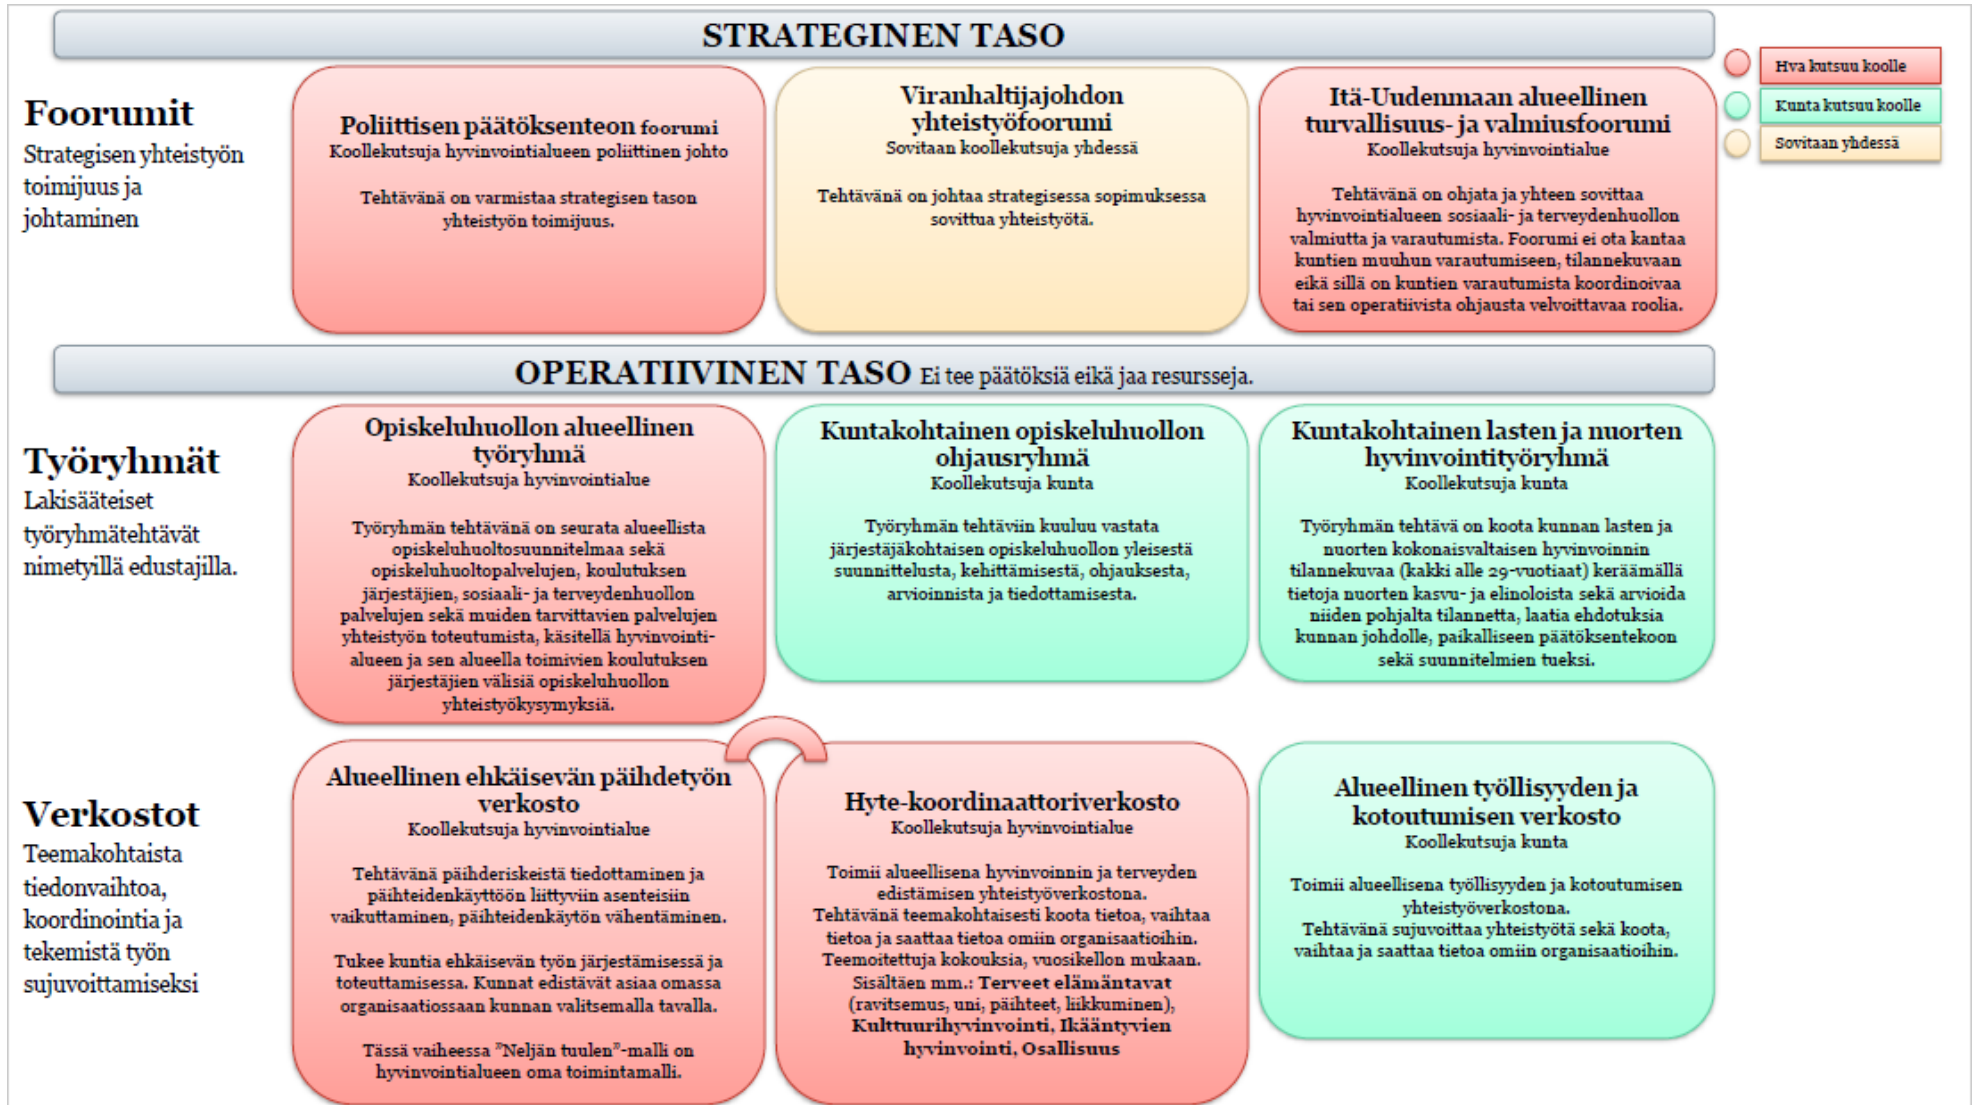 STRATEGINEN TASO
Hva kutsuu koolle
Kunta kutsuu koolle
Sovitaan yhdessä
Foorumit
Strategisen yhteistyön
toimijuus ja
johtaminen
Poliittisen päätöksenteon foorumi
Koollekutsuja hyvinvointialueen poliittinen johto
Tehtävänä on varmistaa strategisen tason
yhteistyön toimijuus.
Viranhaltijajohdon
yhteistyöfoorumi
Sovitaan koollekutsuja yhdessä
Tehtävänä on johtaa strategisessa sopimuksessa
sovittua yhteistyötä.
Itä-Uudenmaan alueellinen
turvallisuus- ja valmiusfoorumi
Koollekutsuja hyvinvointialue
Tehtävänä on ohjata ja yhteen sovittaa
hyvinvointialueen sosiaali- ja terveydenhuollon
valmiutta ja varautumista. Foorumi ei ota kantaa
kuntien muuhun varautumiseen, tilannekuvaan
eikä sillä on kuntien varautumista koordinoivaa
tai sen operatiivista ohjausta velvoittavaa roolia.
OPERATIIVINEN TASO Ei tee päätöksiä eikä jaa resursseja.
Työryhmät
Lakisääteiset
työryhmätehtävät
nimetyillä edustajilla.
Opiskeluhuollon alueellinen
työryhmä
Koollekutsuja hyvinvointialue
Työryhmän tehtävänä on seurata alueellista
opiskeluhuoltosuunnitelmaa sekä
opiskeluhuoltopalvelujen, koulutuksen
järjestäjien, sosiaali- ja terveydenhuollon
palvelujen sekä muiden tarvittavien palvelujen
yhteistyön toteutumista, käsitellä hyvinvointi-
alueen ja sen alueella toimivien koulutuksen
järjestäjien välisiä opiskeluhuollon
yhteistyökysymyksiä.
Kuntakohtainen opiskeluhuollon
ohjausryhmä
Koollekutsuja kunta
Työryhmän tehtäviin kuuluu vastata
järjestäjäkohtaisen opiskeluhuollon yleisestä
suunnittelusta, kehittämisestä, ohjauksesta,
arvioinnista ja tiedottamisesta.
Kuntakohtainen lasten ja nuorten
hyvinvointityöryhmä
Koollekutsuja kunta
Työryhmän tehtävä on koota kunnan lasten ja
nuorten kokonaisvaltaisen hyvinvoinnin
tilannekuvaa (kakki alle 29-vuotiaat) keräämällä
tietoja nuorten kasvu- ja elinoloista sekä arvioida
niiden pohjalta tilannetta, laatia ehdotuksia
kunnan johdolle, paikalliseen päätöksentekoon
sekä suunnitelmien tueksi.
Verkostot
Teemakohtaista
tiedonvaihtoa,
koordinointia ja
tekemistä työn
sujuvoittamiseksi
Alueellinen ehkäisevän päihdetyön
verkosto
Koollekutsuja hyvinvointialue
Tehtävänä päihderiskeistä tiedottaminen ja
päihteidenkäyttöön liittyviin asenteisiin
vaikuttaminen, päihteidenkäytön vähentäminen.
Tukee kuntia ehkäisevän työn järjestämisessä ja
toteuttamisessa. Kunnat edistävät asiaa omassa
organisaatiossaan kunnan valitsemalla tavalla.
Tässä vaiheessa ”Neljän tuulen”-malli on
hyvinvointialueen oma toimintamalli.
Hyte-koordinaattoriverkosto
Koollekutsuja hyvinvointialue
Toimii alueellisena hyvinvoinnin ja terveyden
edistämisen yhteistyöverkostona.
Tehtävänä teemakohtaisesti koota tietoa, vaihtaa
tietoa ja saattaa tietoa omiin organisaatioihin.
Teemoitettuja kokouksia, vuosikellon mukaan.
Sisältäen mm.: Terveet elämäntavat
(ravitsemus, uni, päihteet, liikkuminen),
Kulttuurihyvinvointi, Ikääntyvien
hyvinvointi, Osallisuus
Alueellinen työllisyyden ja
kotoutumisen verkosto
Koollekutsuja kunta
Toimii alueellisena työllisyyden ja kotoutumisen
yhteistyöverkostona.
Tehtävänä sujuvoittaa yhteistyötä sekä koota,
vaihtaa ja saattaa tietoa omiin organisaatioihin.